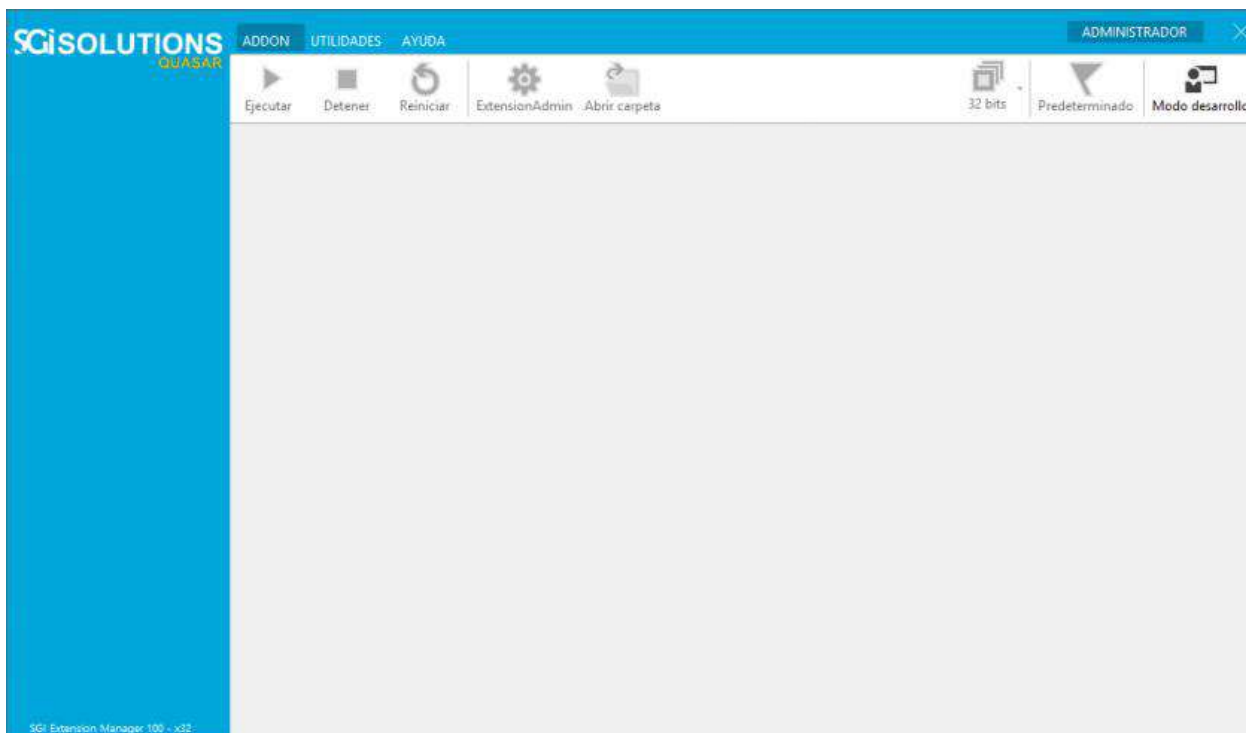 SGiSOLUTIONS
QUASAR
ADDON UTILIDADES AYUDA
ADMINISTRADOR
Ejecutar Detener Reiniciar ExtensionAdmin Abrir carpeta 32 bits Predeterminado Modo desarrollo
SGI Extension Manager 100 - x32